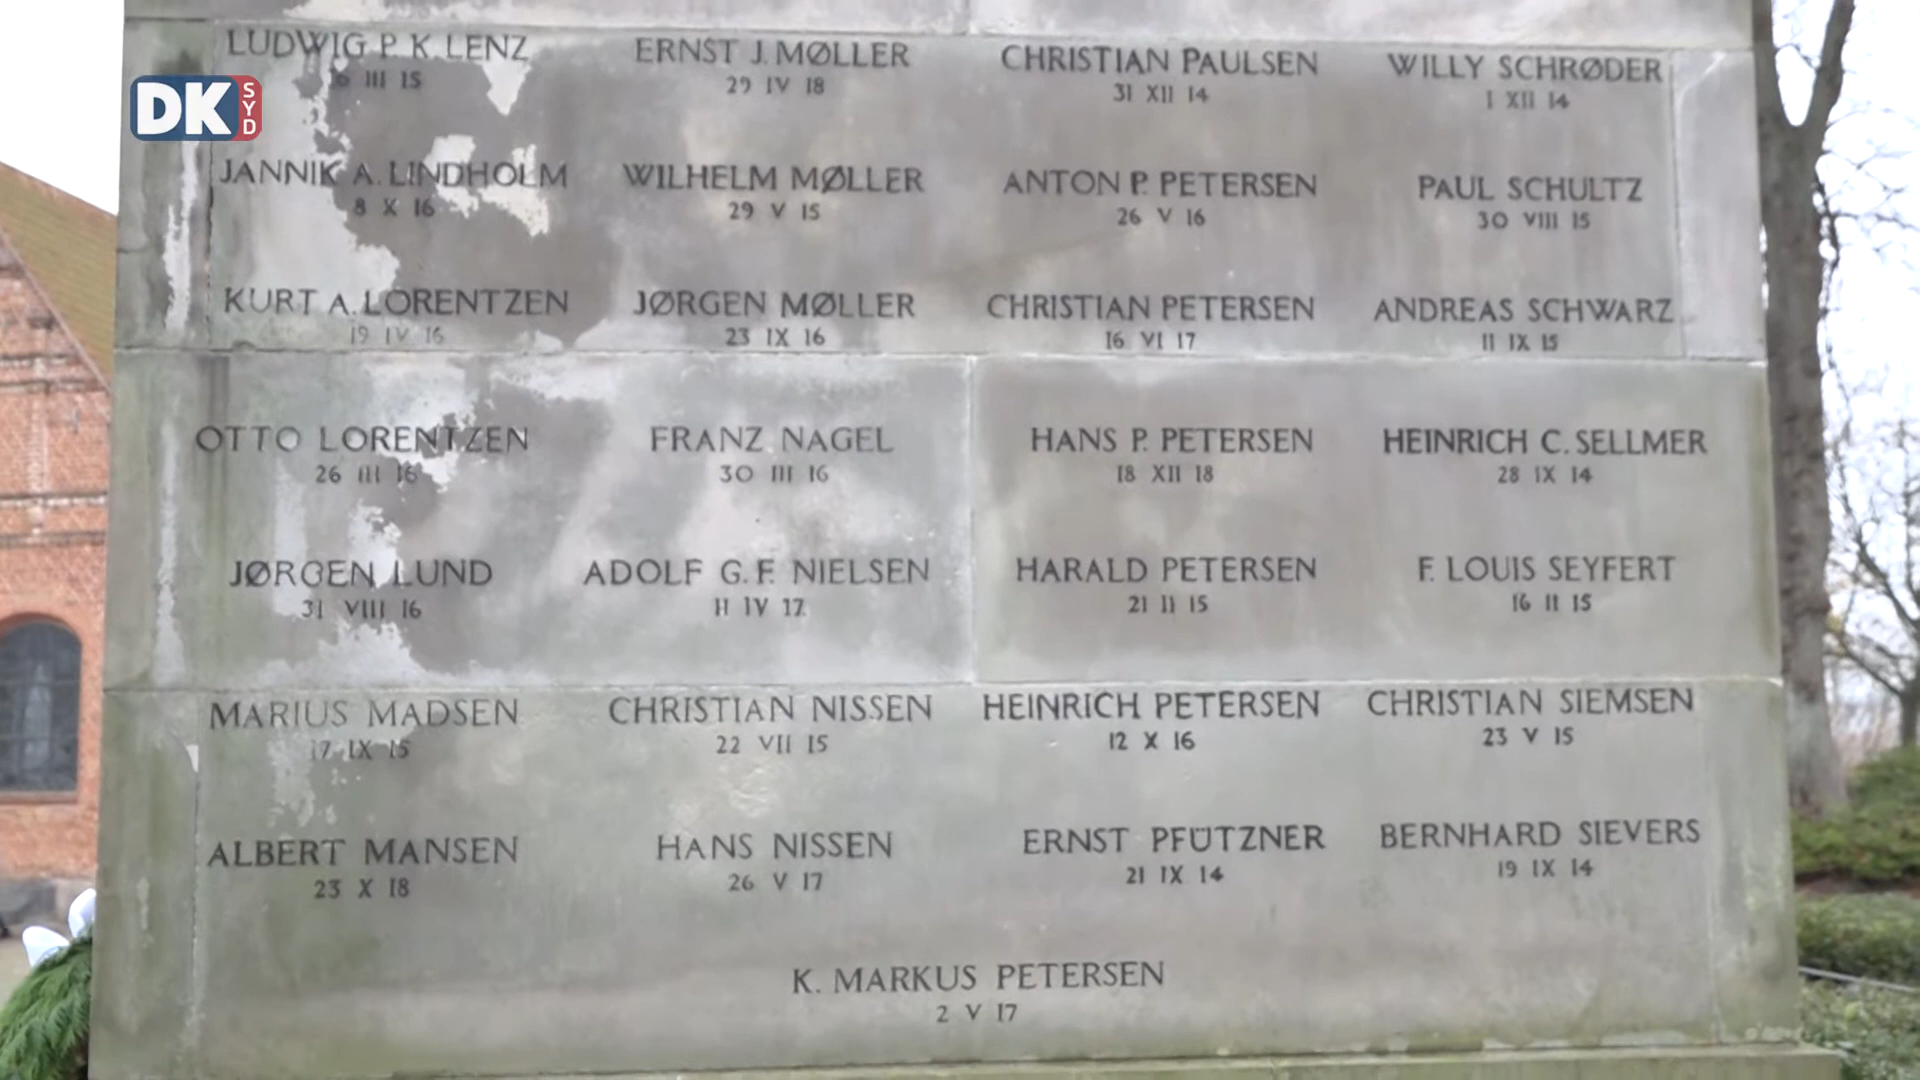 DK SYD
LUDWIG P. K. LENZ
6 III 15
JANNIK A. LINDHOLM
8 X 16
KURT A. LORENTZEN
19 IV 16
OTTO LORENTZEN
26 III 16
JØRGEN LUND
31 VIII 16
MARIUS MADSEN
17 IX 15
ALBERT MANSEN
23 X 18
ERNST J. MØLLER
29 IV 18
WILHELM MØLLER
29 V 15
JØRGEN MØLLER
23 IX 16
FRANZ NAGEL
30 III 16
ADOLF G. F. NIELSEN
11 IV 17
CHRISTIAN NISSEN
22 VII 15
HANS NISSEN
26 V 17
CHRISTIAN PAULSEN
31 XII 14
ANTON P. PETERSEN
26 V 16
CHRISTIAN PETERSEN
16 VI 17
HANS P. PETERSEN
18 XII 18
HARALD PETERSEN
21 II 15
HEINRICH PETERSEN
12 X 16
ERNST PFÜTZNER
21 IX 14
WILLY SCHRØDER
1 XII 14
PAUL SCHULTZ
30 VIII 15
ANDREAS SCHWARZ
11 IX 15
HEINRICH C. SELLMER
28 IX 14
F. LOUIS SEYFERT
16 II 15
CHRISTIAN SIEMSEN
23 V 15
BERNHARD SIEVERS
19 IX 14
K. MARKUS PETERSEN
2 V 17